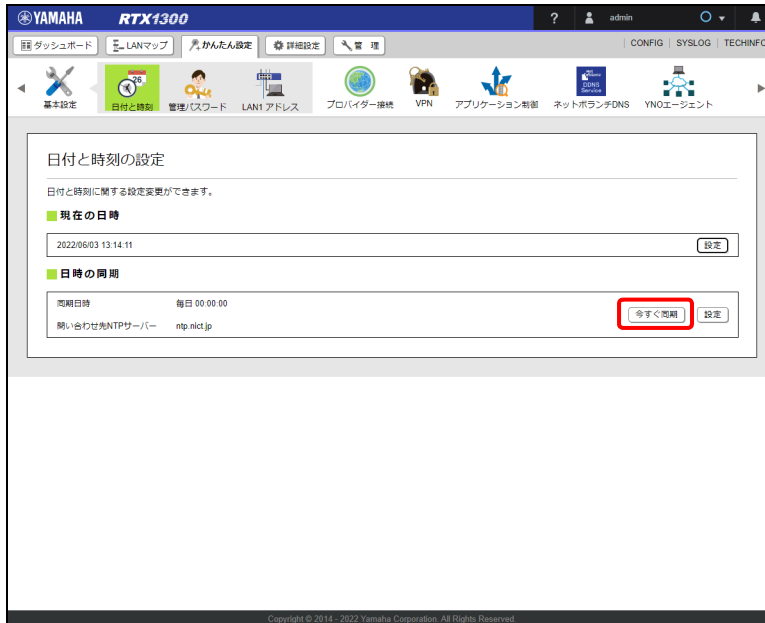 YAMAHA RTX1300 ? admin
ダッシュボード LANマップ かんたん設定 詳細設定 管 理 CONFIG SYSLOG TECHINFO
基本設定 日付と時刻 管理パスワード LAN1 アドレス プロバイダー接続 VPN アプリケーション制御 ネットボランチDNS YNOエージェント
26
DDNS
Service
日付と時刻の設定
日付と時刻に関する設定変更ができます。
現在の日時
2022/06/03 13:14:11 設定
日時の同期
同期日時 毎日 00:00:00
今すぐ同期 設定
問い合わせ先NTPサーバー ntp.nict.jp
Copyright © 2014 - 2022 Yamaha Corporation. All Rights Reserved.